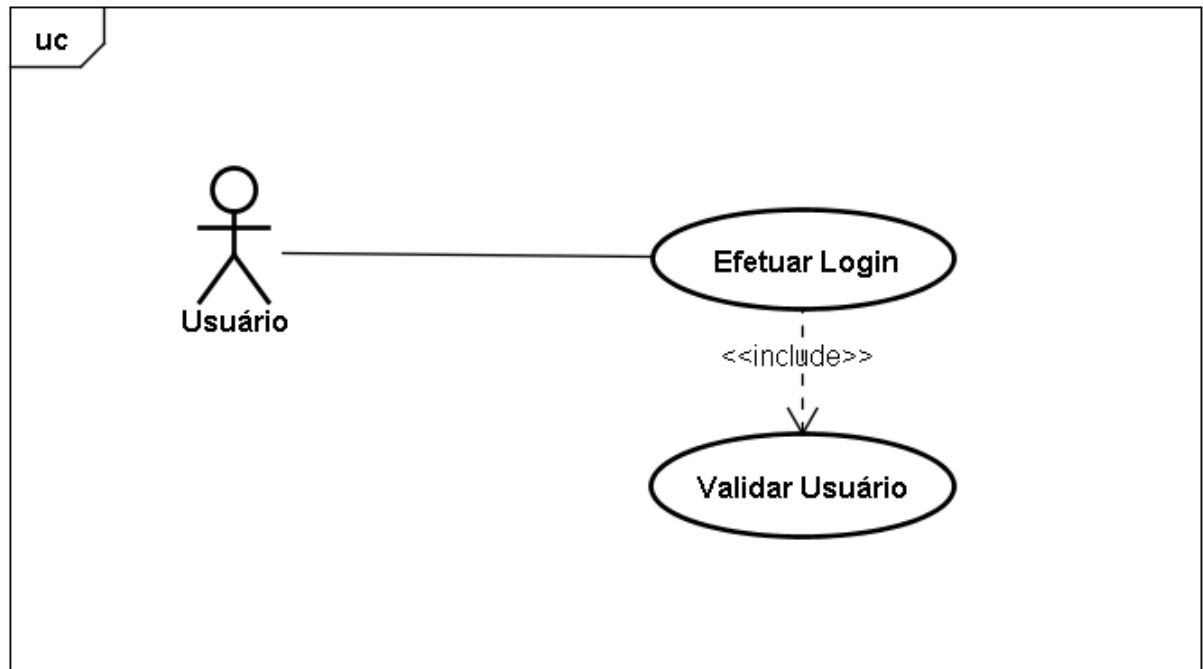 uc
Efetuar Login
Usuário
<<include>>
Validar Usuário